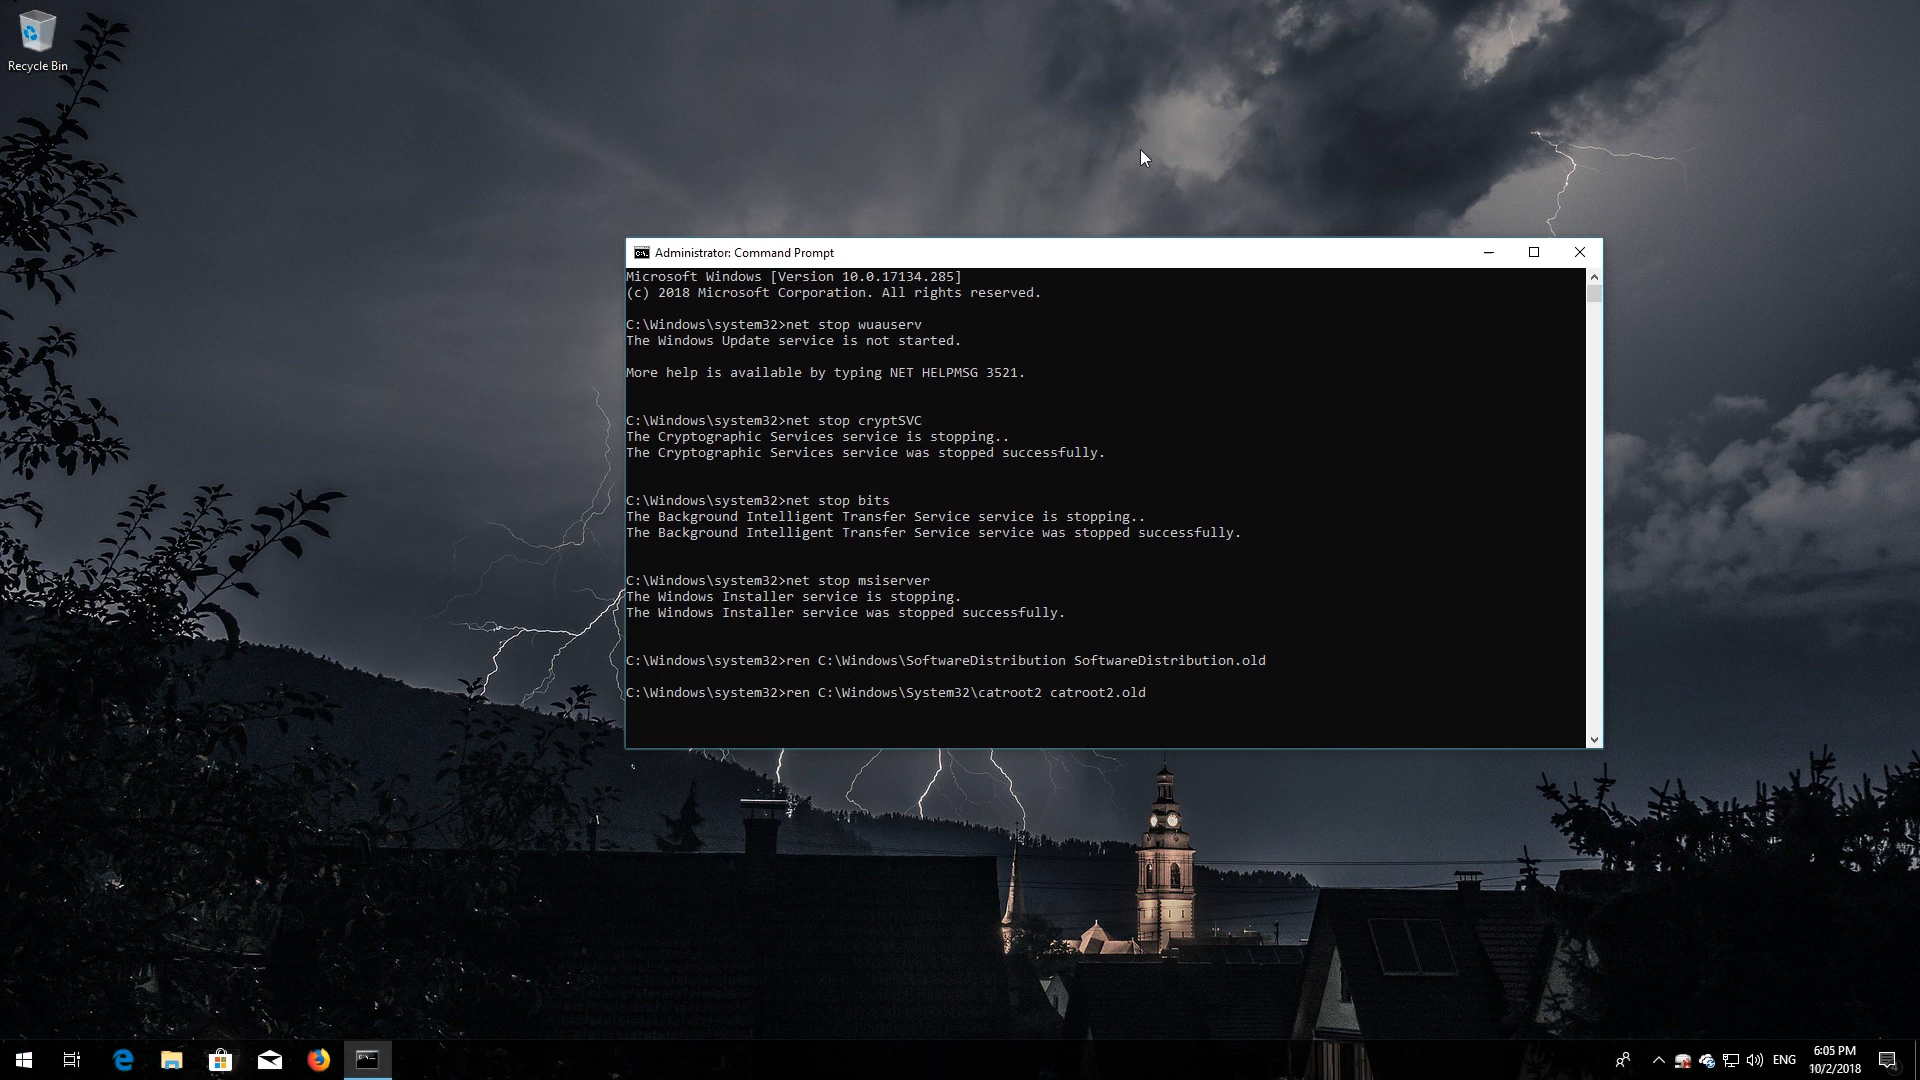 Recycle Bin
Administrator: Command Prompt
Microsoft Windows [Version 10.0.17134.285]
(c) 2018 Microsoft Corporation. All rights reserved.
C:\Windows\system32>net stop wuauserv
The Windows Update service is not started.
More help is available by typing NET HELPMSG 3521.
C:\Windows\system32>net stop cryptSVC
The Cryptographic Services service is stopping..
The Cryptographic Services service was stopped successfully.
C:\Windows\system32>net stop bits
The Background Intelligent Transfer Service service is stopping..
The Background Intelligent Transfer Service service was stopped successfully.
C:\Windows\system32>net stop msiserver
The Windows Installer service is stopping.
The Windows Installer service was stopped successfully.
C:\Windows\system32>ren C:\Windows\SoftwareDistribution SoftwareDistribution.old
C:\Windows\system32>ren C:\Windows\System32\catroot2 catroot2.old
ENG
6:05 PM
10/2/2018